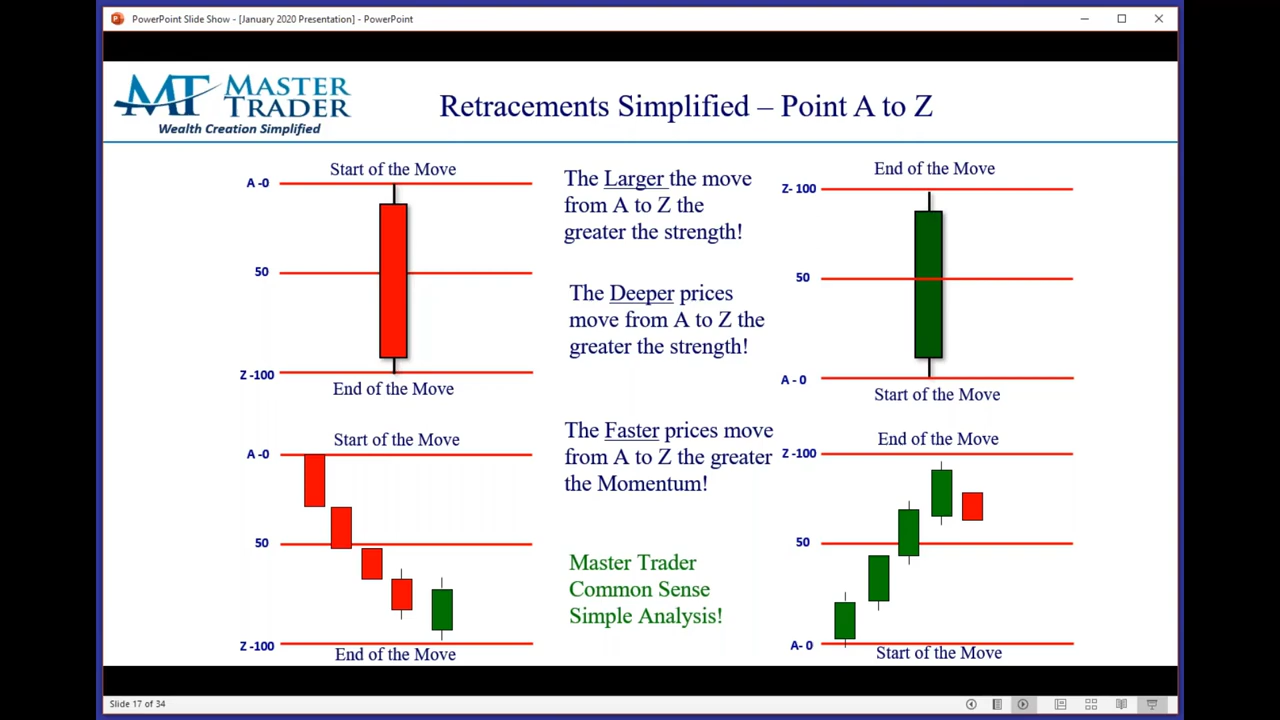 PowerPoint Slide Show - [January 2020 Presentation] - PowerPoint
MT MASTER
TRADER
Wealth Creation Simplified
Retracements Simplified – Point A to Z
Start of the Move
A -0
50
Z -100
End of the Move
The Larger the move
from A to Z the
greater the strength!
The Deeper prices
move from A to Z the
greater the strength!
End of the Move
Z- 100
50
A - 0
Start of the Move
Start of the Move
A -0
50
Z -100
End of the Move
The Faster prices move
from A to Z the greater
the Momentum!
Master Trader
Common Sense
Simple Analysis!
End of the Move
Z -100
50
A- 0
Start of the Move
Slide 17 of 34